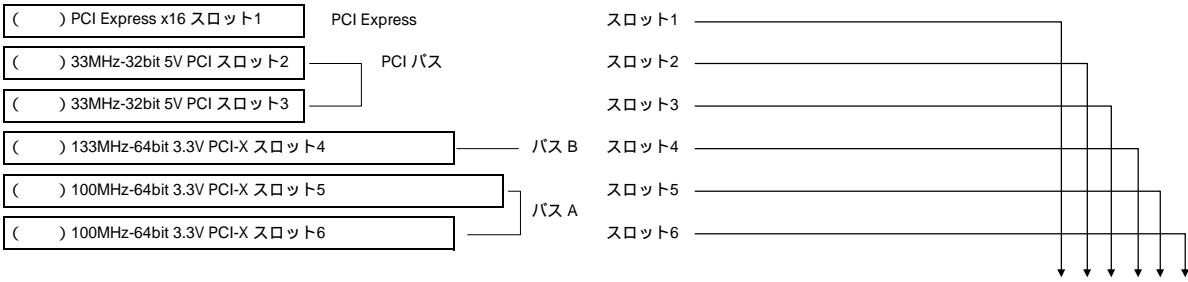 (　　) PCI Express x16 スロット1　PCI Express　スロット1
(　　) 33MHz-32bit 5V PCI スロット2　PCI バス　スロット2
(　　) 33MHz-32bit 5V PCI スロット3　スロット3
(　　) 133MHz-64bit 3.3V PCI-X スロット4　バス B　スロット4
(　　) 100MHz-64bit 3.3V PCI-X スロット5　スロット5
バス A
(　　) 100MHz-64bit 3.3V PCI-X スロット6　スロット6